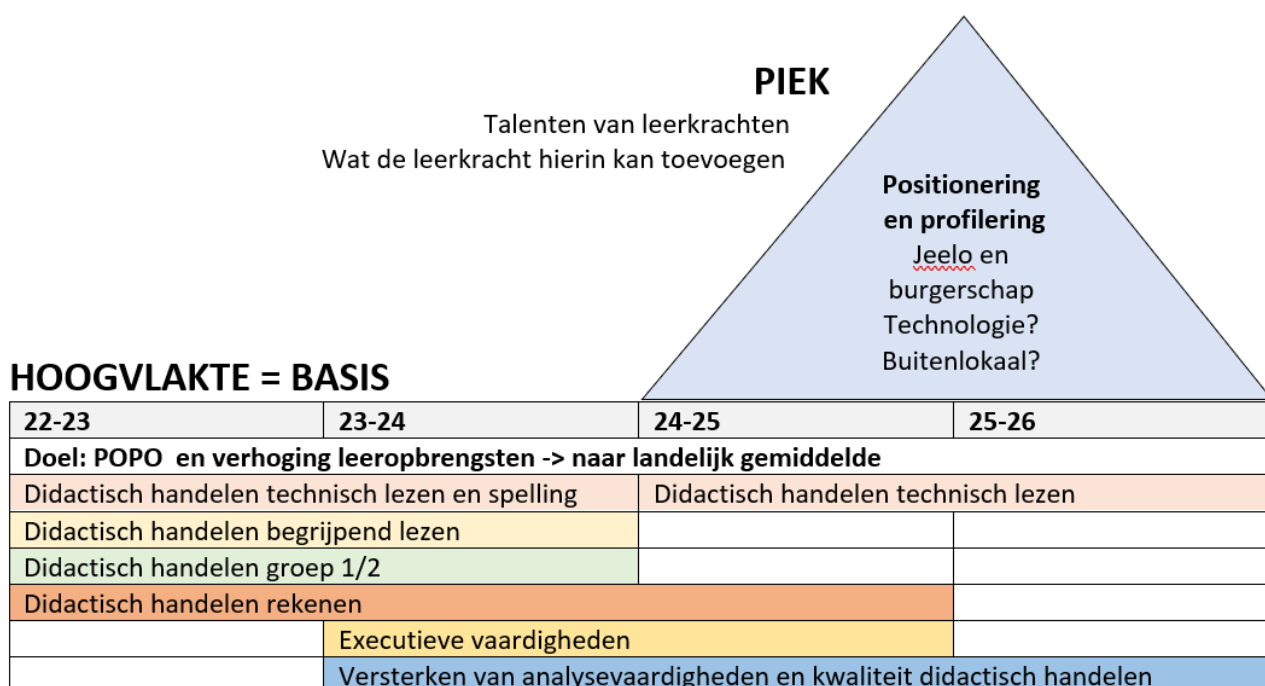 PIEK
Talenten van leerkrachten
Wat de leerkracht hierin kan toevoegen
Positionering
en profilering
Jeelo en
burgerschap
Technologie?
Buitenlokaal?
HOOGVLAKTE = BASIS
22-23 23-24 24-25 25-26
Doel: POPO en verhoging leeropbrengsten -> naar landelijk gemiddelde
Didactisch handelen technisch lezen en spelling Didactisch handelen technisch lezen
Didactisch handelen begrijpend lezen
Didactisch handelen groep 1/2
Didactisch handelen rekenen
Executieve vaardigheden
Versterken van analysevaardigheden en kwaliteit didactisch handelen